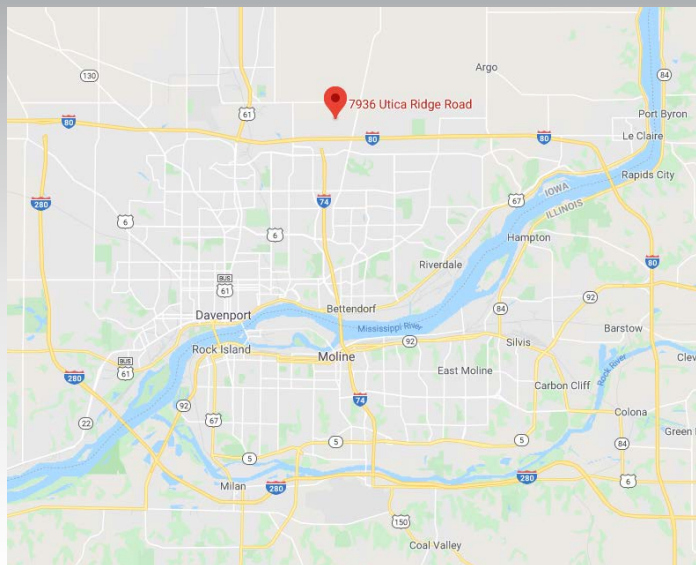 Argo
130
84
61
7936 Utica Ridge Road
Port Byron
80
80
80
Le Claire
Rapids City
IOWA
ILLINOIS
280
74
67
6
6
Hampton
Riverdale
80
BUS
61
92
Davenport
Bettendorf
84
Mississippi River
Barstow
Rock Island
92
Silvis
Moline
Rock River
BUS
61
280
East Moline
Carbon Cliff
92
74
Colona
22
67
5
5
84
5
280
6
Milan
280
150
Coal Valley